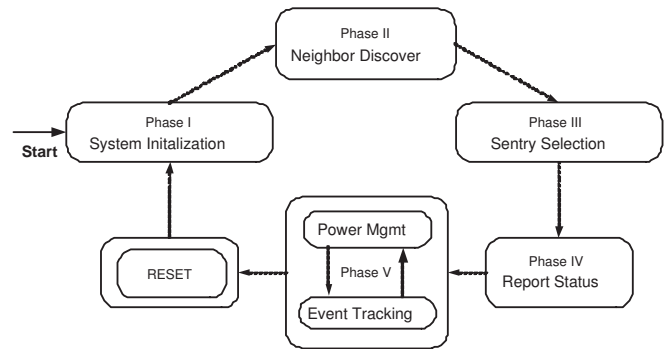 Phase II
Neighbor Discover
Phase I
System Initalization
Start
Phase III
Sentry Selection
Power Mgmt
Phase V
Event Tracking
RESET
Phase IV
Report Status